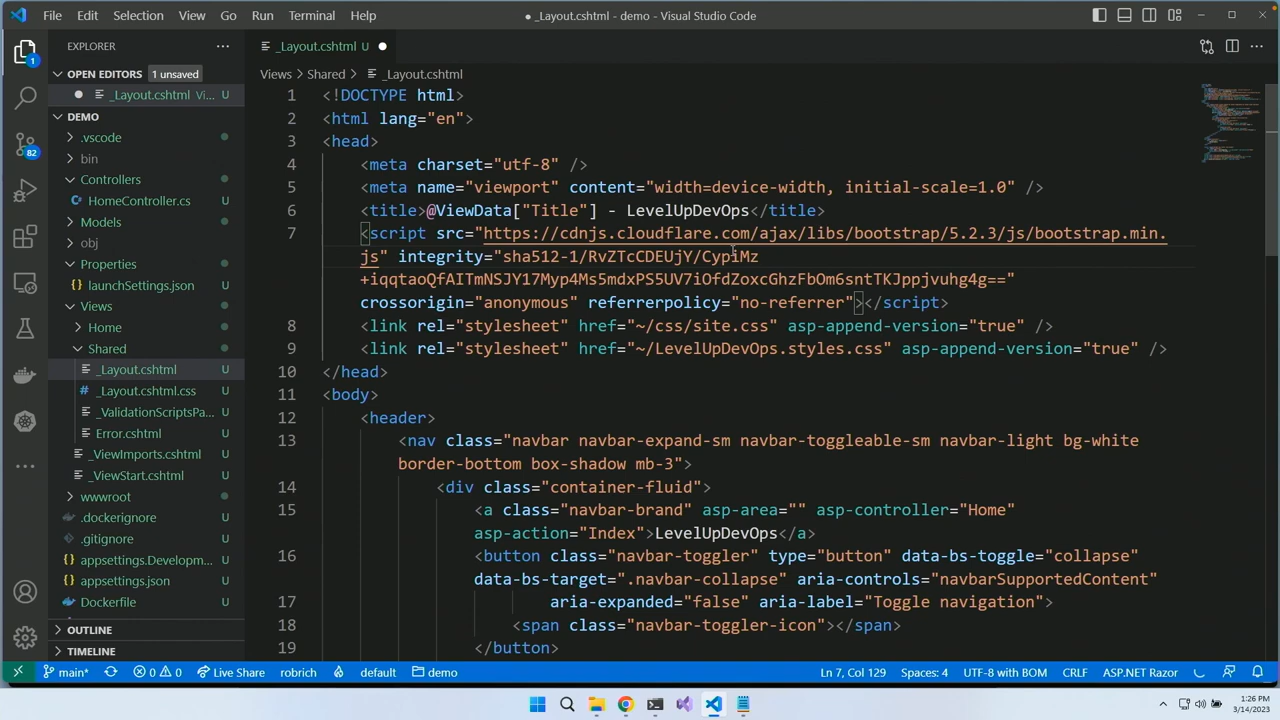 File Edit Selection View Go Run Terminal Help
_Layout.cshtml - demo - Visual Studio Code
EXPLORER
OPEN EDITORS 1 unsaved
_Layout.cshtml Vi... U
DEMO
.vscode
bin
Controllers
HomeController.cs U
Models
obj
Properties
launchSettings.json U
Views
Home
Shared
_Layout.cshtml U
_Layout.cshtml.css U
_ValidationScriptsPa... U
Error.cshtml U
_ViewImports.cshtml U
_ViewStart.cshtml U
wwwroot
.dockerignore U
.gitignore U
appsettings.Developm... U
appsettings.json U
Dockerfile U
OUTLINE
TIMELINE
1
82
_Layout.cshtml U
Views > Shared > _Layout.cshtml
1 <!DOCTYPE html>
2 <html lang="en">
3 <head>
4 <meta charset="utf-8" />
5 <meta name="viewport" content="width=device-width, initial-scale=1.0" />
6 <title>@ViewData["Title"] - LevelUpDevOps</title>
7 <script src="https://cdnjs.cloudflare.com/ajax/libs/bootstrap/5.2.3/js/bootstrap.min.
js" integrity="sha512-1/RvZTcCDEUjY/CypiMz
+iqqtaoQfAITmNSJY17Myp4Ms5mdxPS5UV7iOfdZoxcGhzFbOm6sntTKJppjvuhg4g=="
crossorigin="anonymous" referrerpolicy="no-referrer"></script>
8 <link rel="stylesheet" href="~/css/site.css" asp-append-version="true" />
9 <link rel="stylesheet" href="~/LevelUpDevOps.styles.css" asp-append-version="true" />
10 </head>
11 <body>
12 <header>
13 <nav class="navbar navbar-expand-sm navbar-toggleable-sm navbar-light bg-white
border-bottom box-shadow mb-3">
14 <div class="container-fluid">
15 <a class="navbar-brand" asp-area="" asp-controller="Home"
asp-action="Index">LevelUpDevOps</a>
16 <button class="navbar-toggler" type="button" data-bs-toggle="collapse"
data-bs-target=".navbar-collapse" aria-controls="navbarSupportedContent"
17 aria-expanded="false" aria-label="Toggle navigation">
18 <span class="navbar-toggler-icon"></span>
19 </button>
main* 0 0 Live Share robrich default demo Ln 7, Col 129 Spaces: 4 UTF-8 with BOM CRLF ASP.NET Razor
1:26 PM
3/14/2023